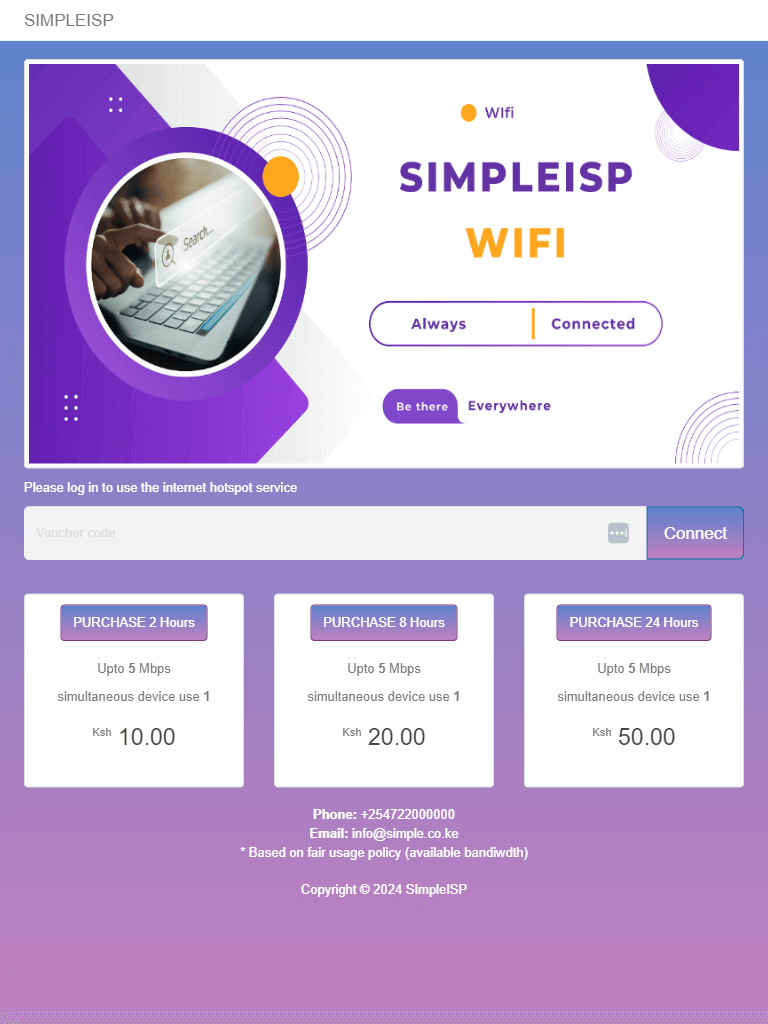 SIMPLEISP
WIfi
SIMPLEISP
WIFI
Search...
Always
Connected
Be there
Everywhere
Please log in to use the internet hotspot service
Voucher code
Connect
PURCHASE 2 Hours
Upto 5 Mbps
simultaneous device use 1
Ksh 10.00
PURCHASE 8 Hours
Upto 5 Mbps
simultaneous device use 1
Ksh 20.00
PURCHASE 24 Hours
Upto 5 Mbps
simultaneous device use 1
Ksh 50.00
Phone: +254722000000
Email: info@simple.co.ke
* Based on fair usage policy (available bandiwdth)
Copyright © 2024 SImpleISP